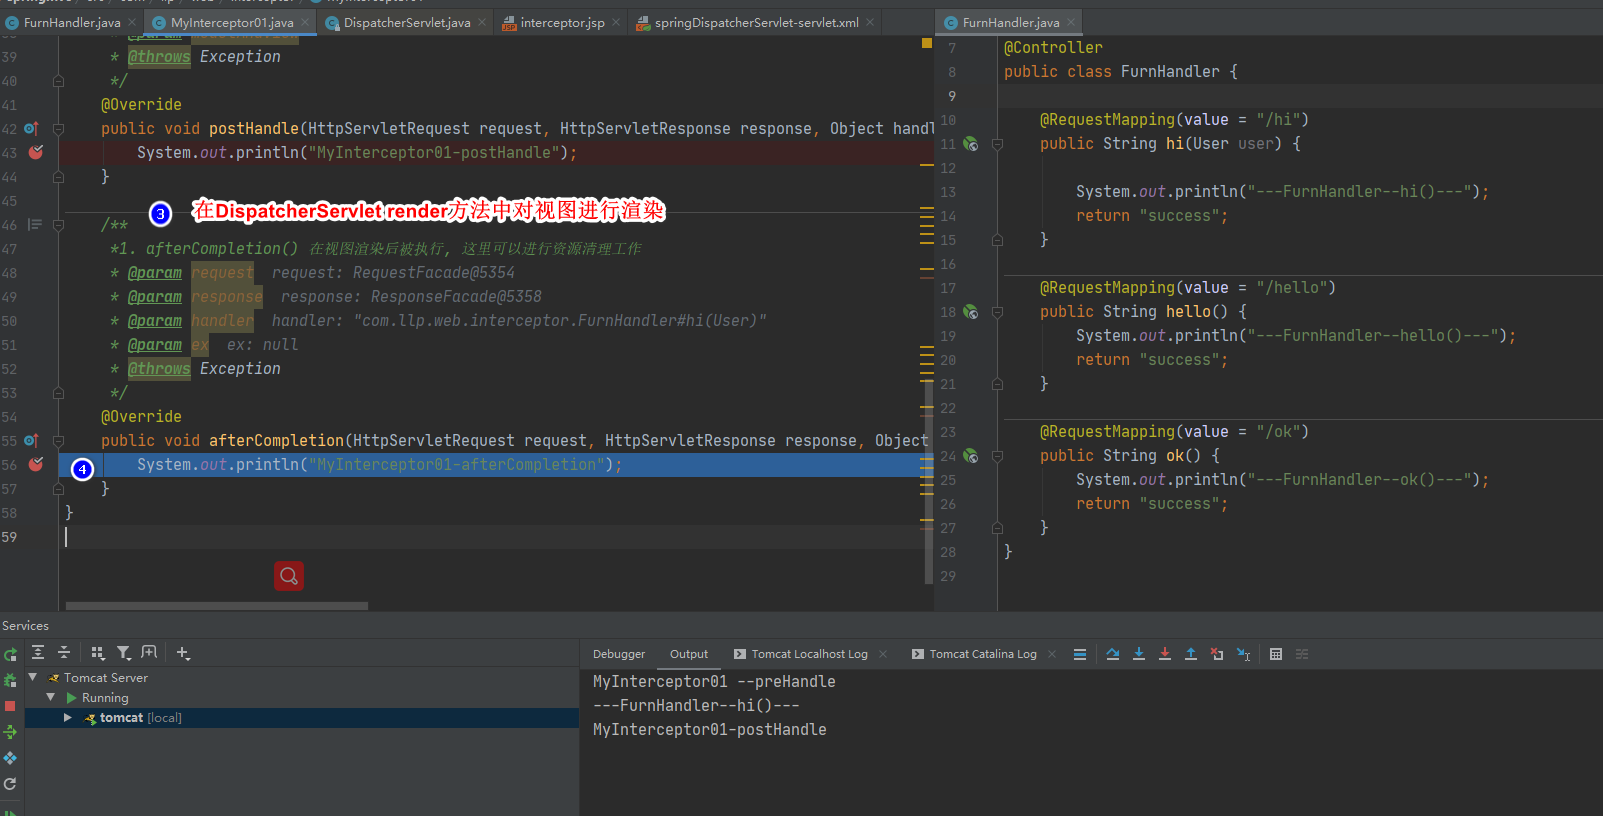 FurnHandler.java
MyInterceptor01.java
DispatcherServlet.java
interceptor.jsp
springDispatcherServlet-servlet.xml
39 * @throws Exception
40 */
41 @Override
42 public void postHandle(HttpServletRequest request, HttpServletResponse response, Object handl
43 System.out.println("MyInterceptor01-postHandle");
44 }
45
3 在DispatcherServlet render方法中对视图进行渲染
46 /**
47 *1. afterCompletion() 在视图渲染后被执行, 这里可以进行资源清理工作
48 * @param request request: RequestFacade@5354
49 * @param response response: ResponseFacade@5358
50 * @param handler handler: "com.llp.web.interceptor.FurnHandler#hi(User)"
51 * @param ex ex: null
52 * @throws Exception
53 */
54 @Override
55 public void afterCompletion(HttpServletRequest request, HttpServletResponse response, Object
56 4 System.out.println("MyInterceptor01-afterCompletion");
57 }
58 }
59
FurnHandler.java
7 @Controller
8 public class FurnHandler {
9
10 @RequestMapping(value = "/hi")
11 public String hi(User user) {
12
13 System.out.println("---FurnHandler--hi()---");
14 return "success";
15 }
16
17 @RequestMapping(value = "/hello")
18 public String hello() {
19 System.out.println("---FurnHandler--hello()---");
20 return "success";
21 }
22
23 @RequestMapping(value = "/ok")
24 public String ok() {
25 System.out.println("---FurnHandler--ok()---");
26 return "success";
27 }
28 }
29
Services
Tomcat Server
Running
tomcat [local]
Debugger Output Tomcat Localhost Log Tomcat Catalina Log
MyInterceptor01 --preHandle
---FurnHandler--hi()---
MyInterceptor01-postHandle